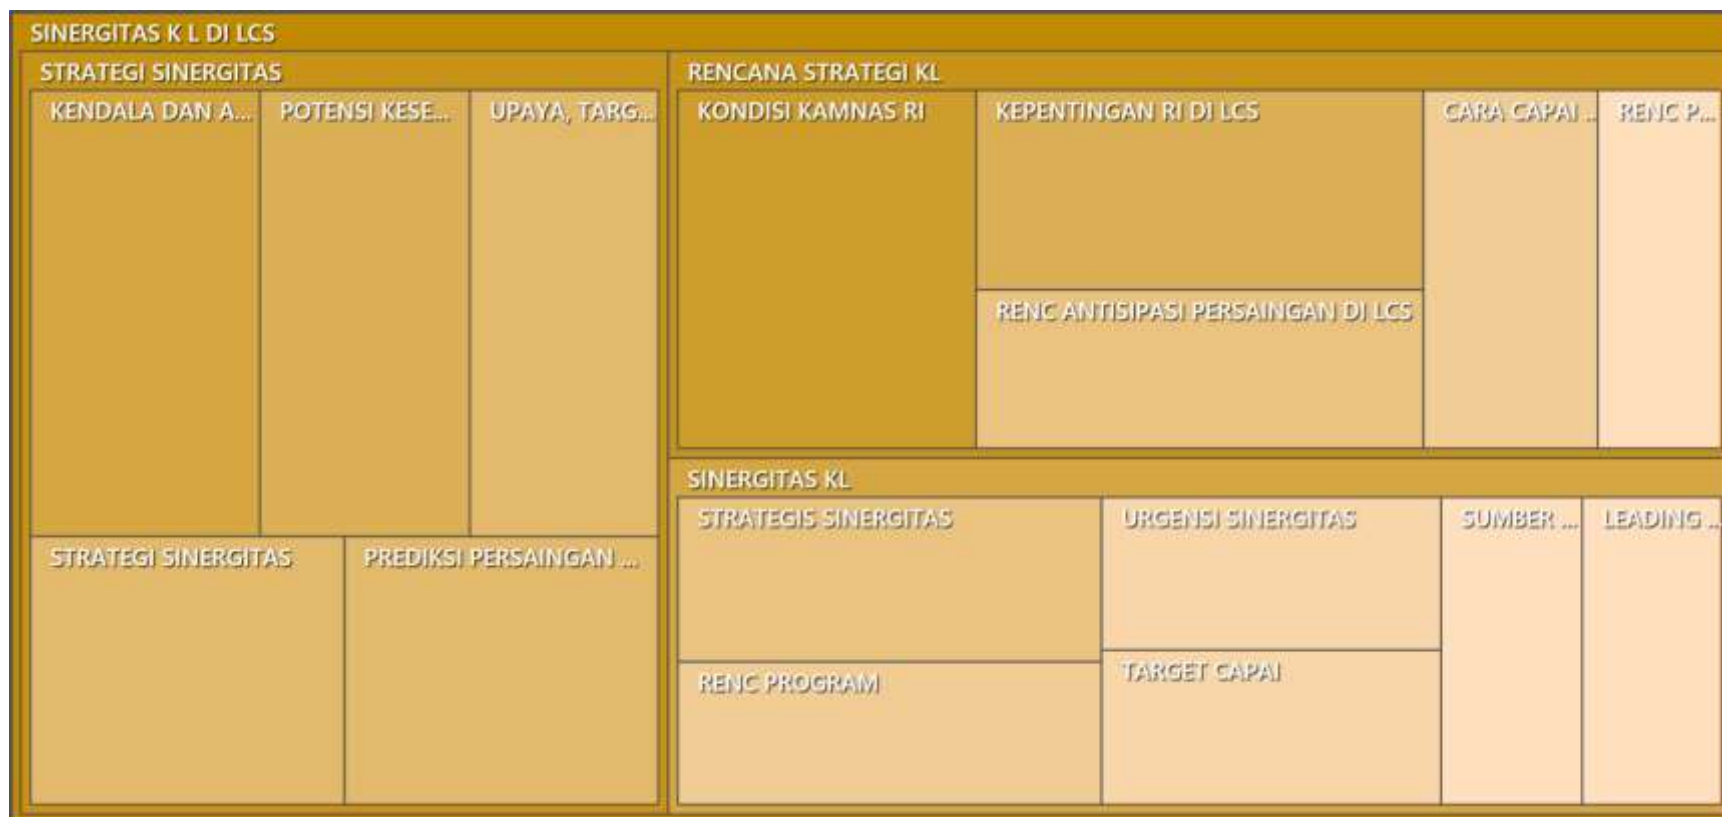 SINERGITAS K L DI LCS
STRATEGI SINERGITAS
KENDALA DAN A...
POTENSI KESE...
UPAYA, TARG...
STRATEGI SINERGITAS
PREDIKSI PERSAINGAN ...
RENCANA STRATEGI KL
KONDISI KAMNAS RI
KEPENTINGAN RI DI LCS
RENC ANTISIPASI PERSAINGAN DI LCS
CARA CAPAI ...
RENC P...
SINERGITAS KL
STRATEGIS SINERGITAS
RENC PROGRAM
URGENSI SINERGITAS
TARGET CAPAI
SUMBER ...
LEADING ...